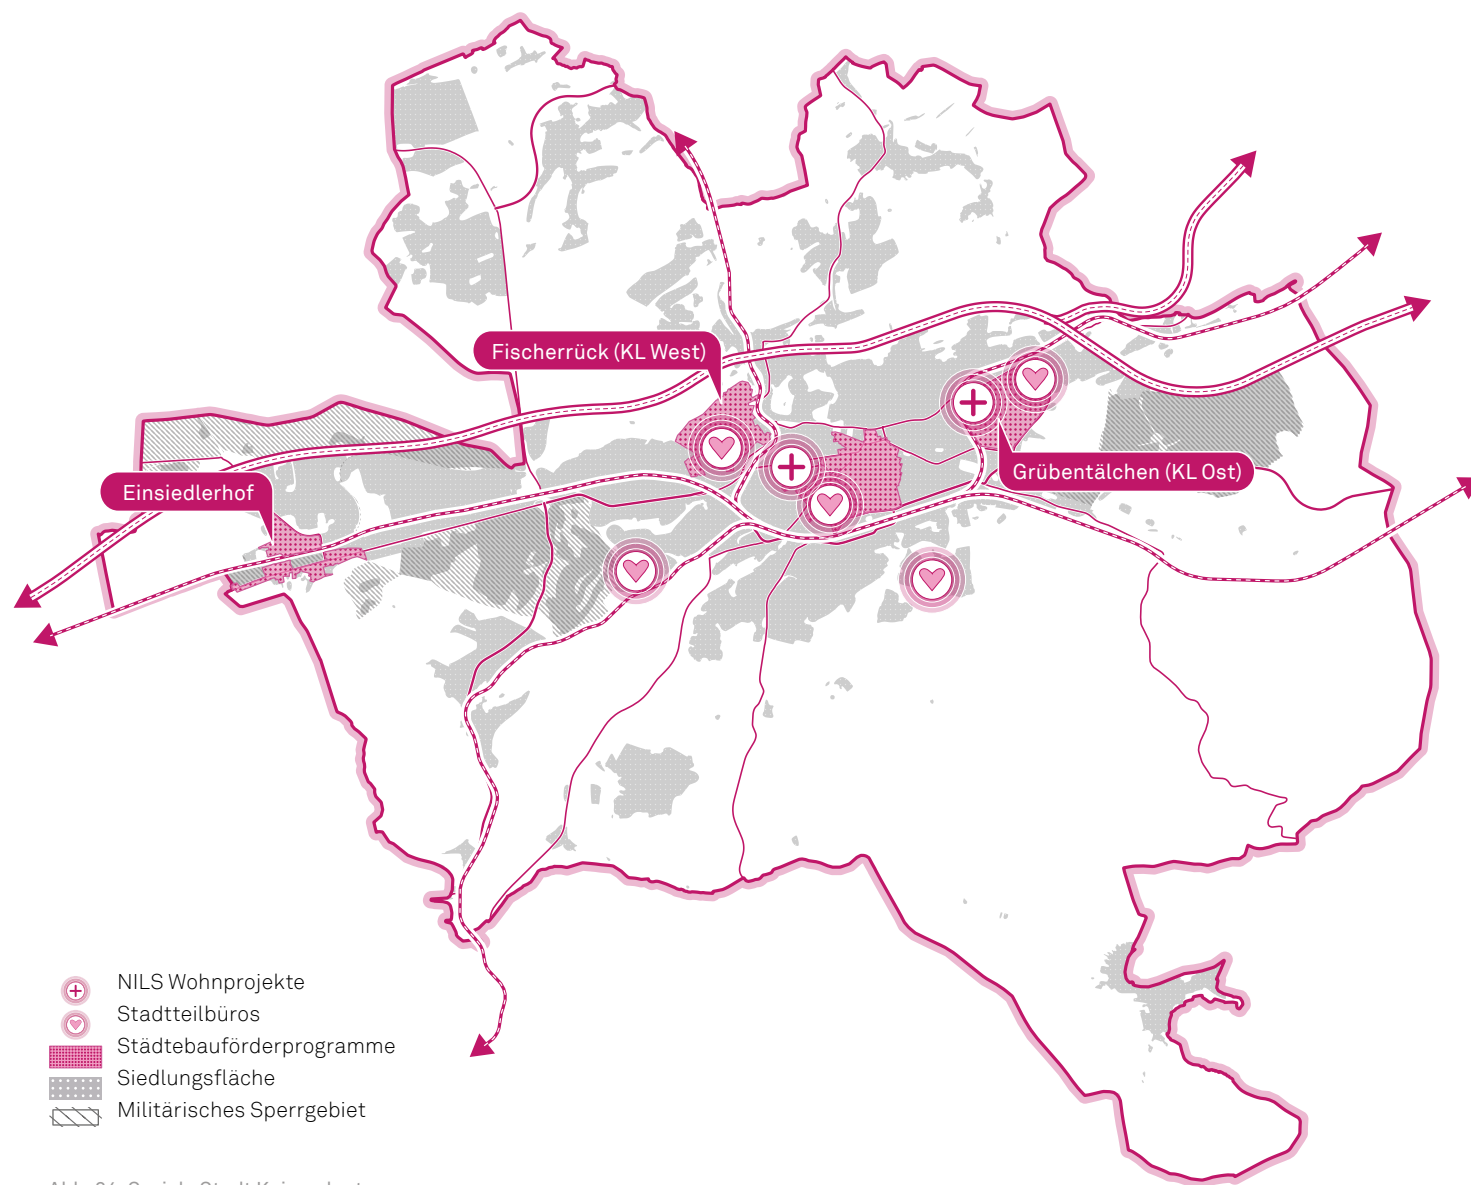 Fischerrück (KL West)
Einsiedlerhof
Grübentälchen (KL Ost)
NILS Wohnprojekte
Stadtteilbüros
Städtebauförderprogramme
Siedlungsfläche
Militärisches Sperrgebiet